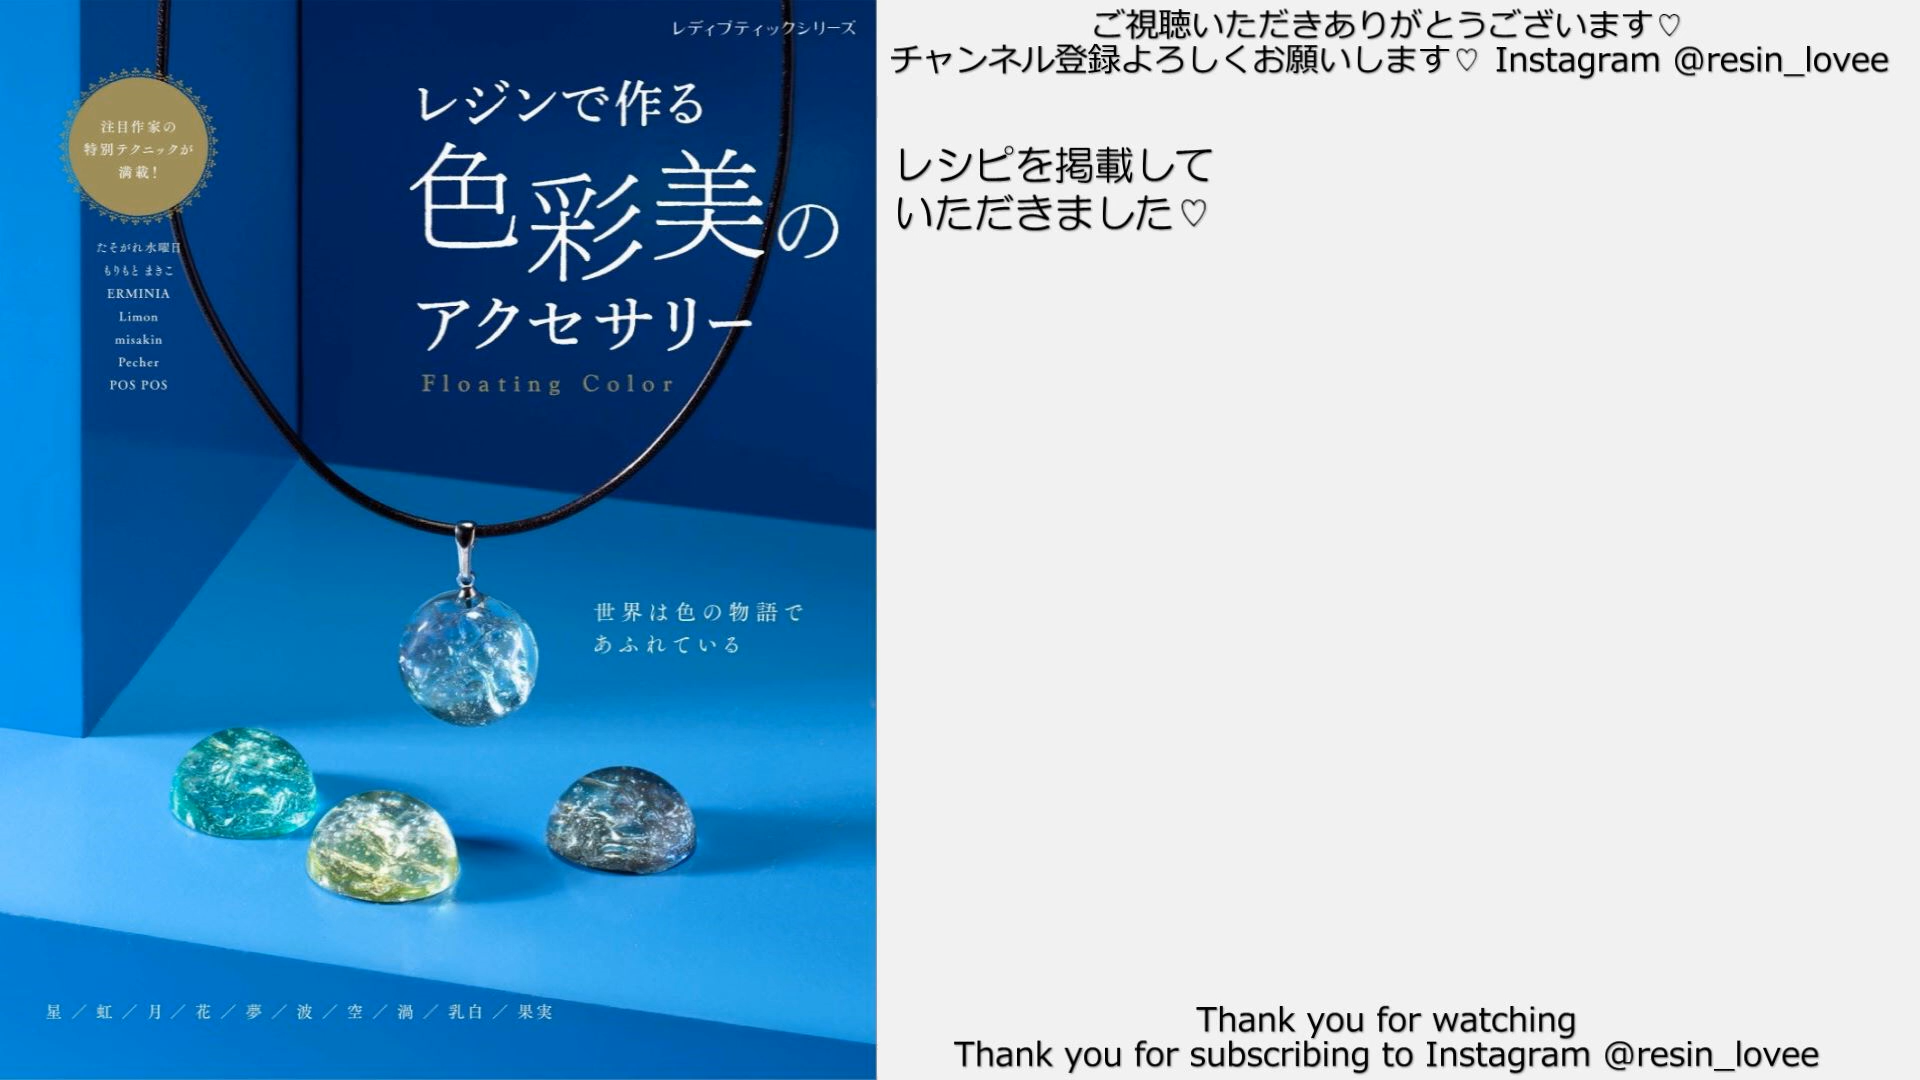 レディブティックシリーズ
注目作家の
特別テクニックが
満載!
レジンで作る
色彩美の
アクセサリー
Floating Color
たそがれ水曜日
もりもと まきこ
ERMINIA
Limon
misakin
Pecher
POS POS
世界は色の物語で
あふれている
星／虹／月／花／夢／波／空／渦／乳白／果実
ご視聴いただきありがとうございます♡
チャンネル登録よろしくお願いします♡ Instagram @resin_lovee
レシピを掲載して
いただきました♡
Thank you for watching
Thank you for subscribing to Instagram @resin_lovee